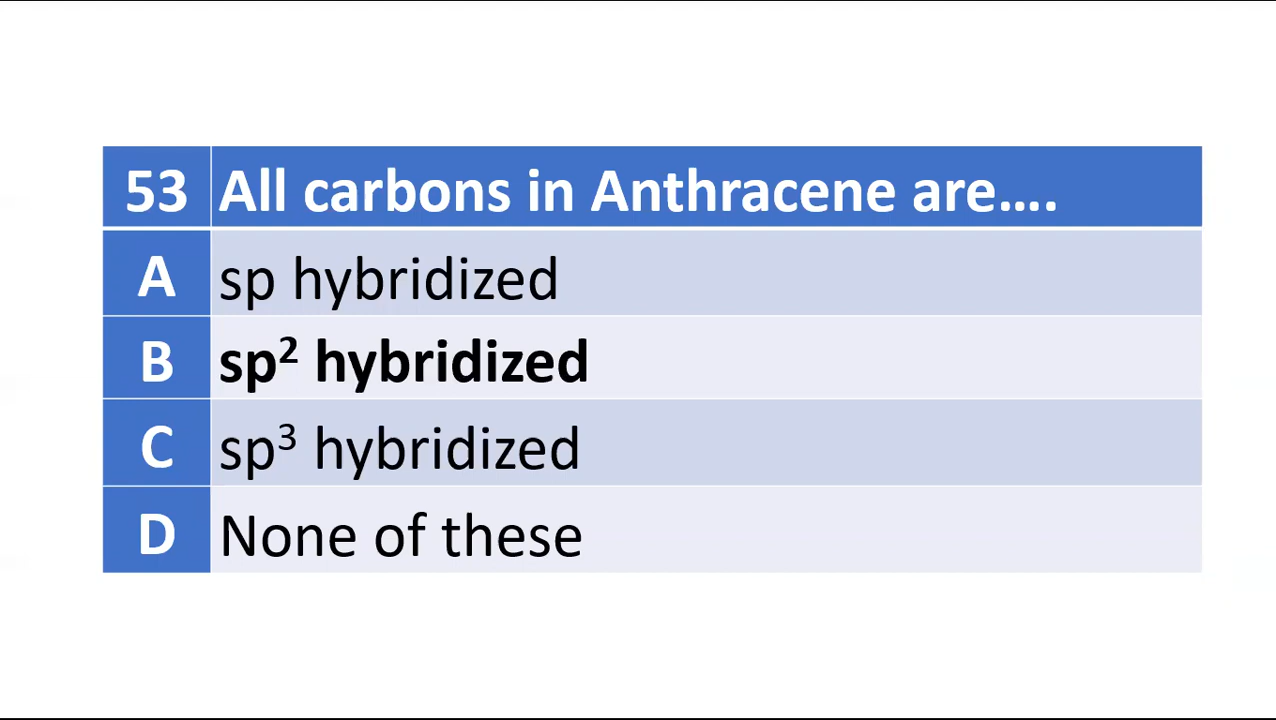 53 All carbons in Anthracene are....
A sp hybridized
B sp² hybridized
C sp³ hybridized
D None of these